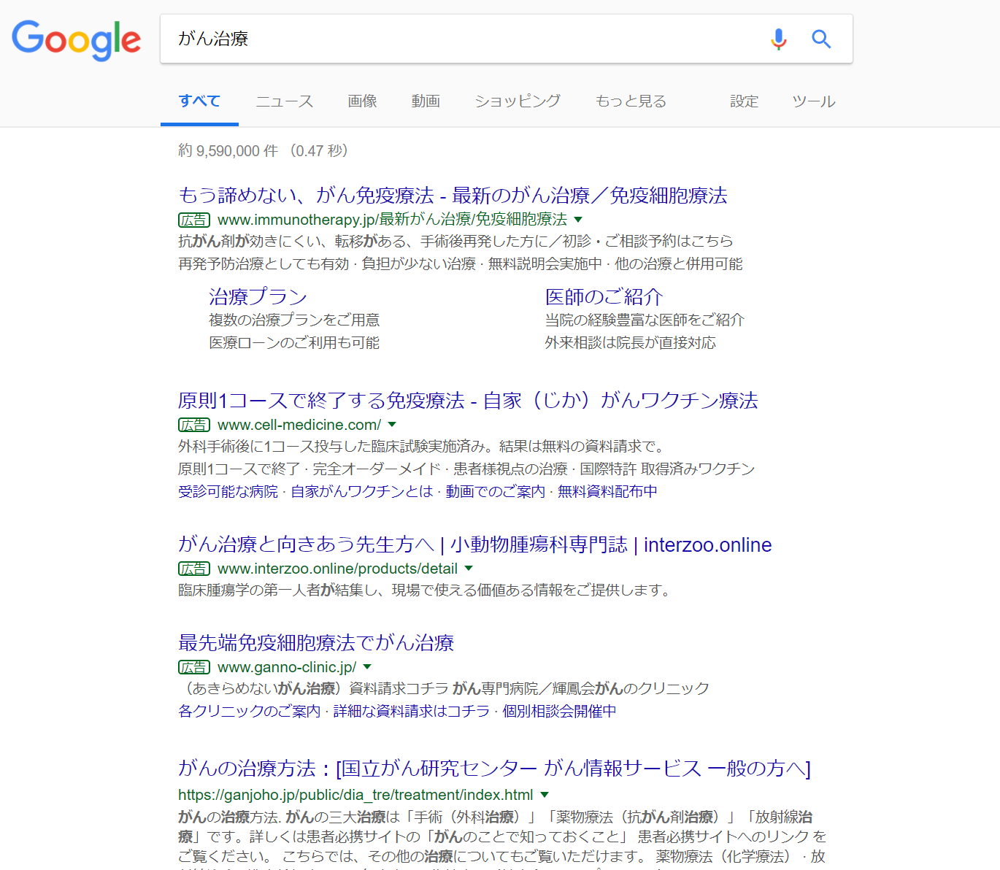 Google
がん治療
すべて ニュース 画像 動画 ショッピング もっと見る 設定 ツール
約 9,590,000 件 （0.47 秒）
もう諦めない、がん免疫療法 - 最新のがん治療／免疫細胞療法
広告 www.immunotherapy.jp/最新がん治療/免疫細胞療法
抗がん剤が効きにくい、転移がある、手術後再発した方に／初診・ご相談予約はこちら
再発予防治療としても有効 · 負担が少ない治療 · 無料説明会実施中 · 他の治療と併用可能
治療プラン
複数の治療プランをご用意
医療ローンのご利用も可能
医師のご紹介
当院の経験豊富な医師をご紹介
外来相談は院長が直接対応
原則1コースで終了する免疫療法 - 自家（じか）がんワクチン療法
広告 www.cell-medicine.com/
外科手術後に1コース投与した臨床試験実施済み。結果は無料の資料請求で。
原則1コースで終了 · 完全オーダーメイド · 患者様視点の治療 · 国際特許 取得済みワクチン
受診可能な病院 · 自家がんワクチンとは · 動画でのご案内 · 無料資料配布中
がん治療と向きあう先生方へ | 小動物腫瘍科専門誌 | interzoo.online
広告 www.interzoo.online/products/detail
臨床腫瘍学の第一人者が結集し、現場で使える価値ある情報をご提供します。
最先端免疫細胞療法でがん治療
広告 www.ganno-clinic.jp/
（あきらめないがん治療）資料請求コチラ がん専門病院／輝鳳会がんのクリニック
各クリニックのご案内 · 詳細な資料請求はコチラ · 個別相談会開催中
がんの治療方法：[国立がん研究センター がん情報サービス 一般の方へ]
https://ganjoho.jp/public/dia_tre/treatment/index.html
がんの治療方法. がんの三大治療は「手術（外科治療）」「薬物療法（抗がん剤治療）」「放射線治
療」です。詳しくは患者必携サイトの「がんのことで知っておくこと」 患者必携サイトへのリンク を
ご覧ください。 こちらでは、その他の治療についてもご覧いただけます。 薬物療法（化学療法）· 放